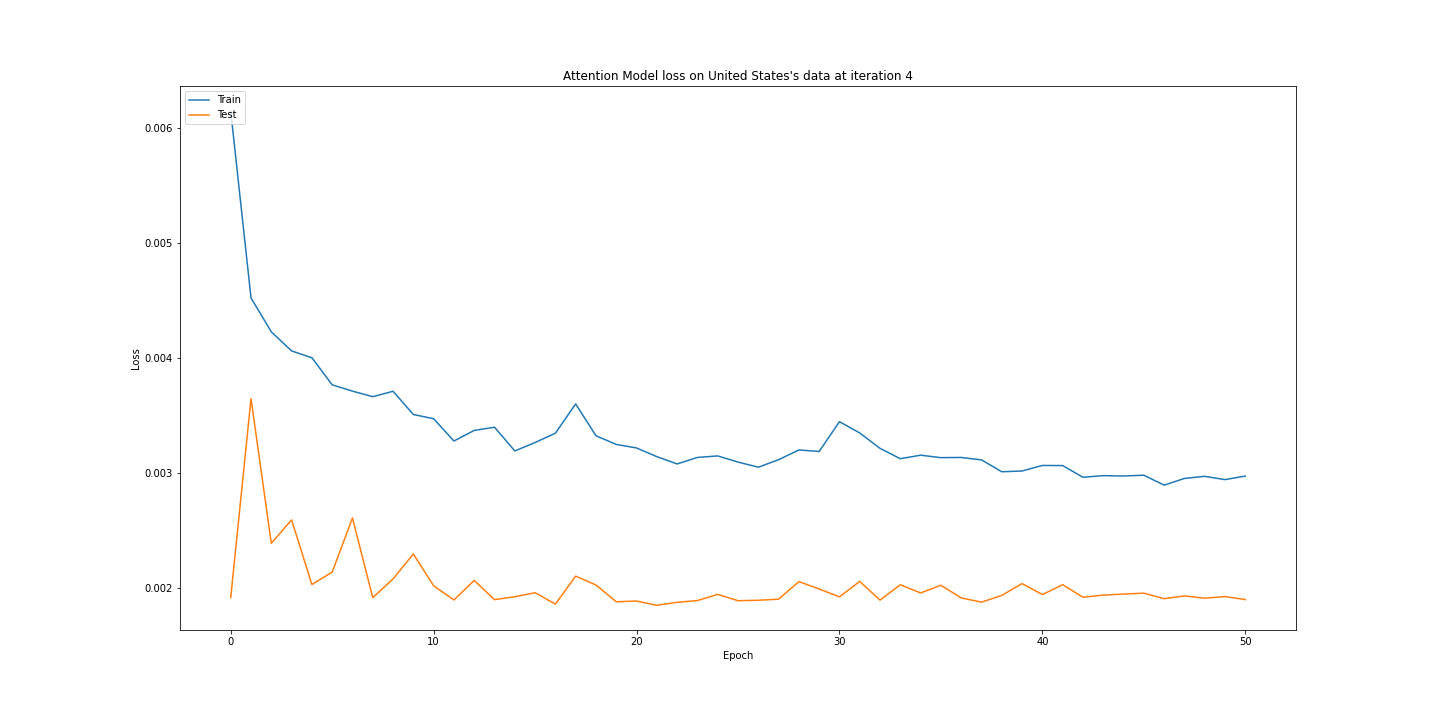 Attention Model loss on United States's data at iteration 4
Train
Test
0.006
0.005
0.004
0.003
0.002
Loss
0
10
20
30
40
50
Epoch